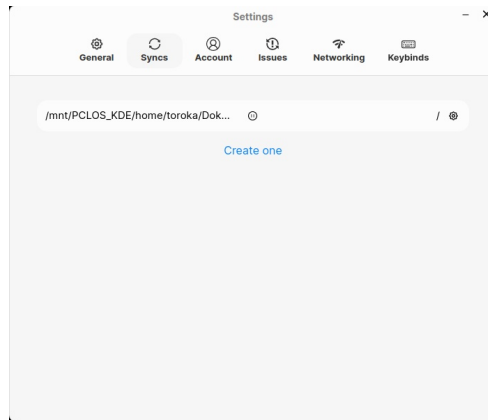 Settings
General Syncs Account Issues Networking Keybinds
/mnt/PCLOS_KDE/home/toroka/Dok... /
Create one